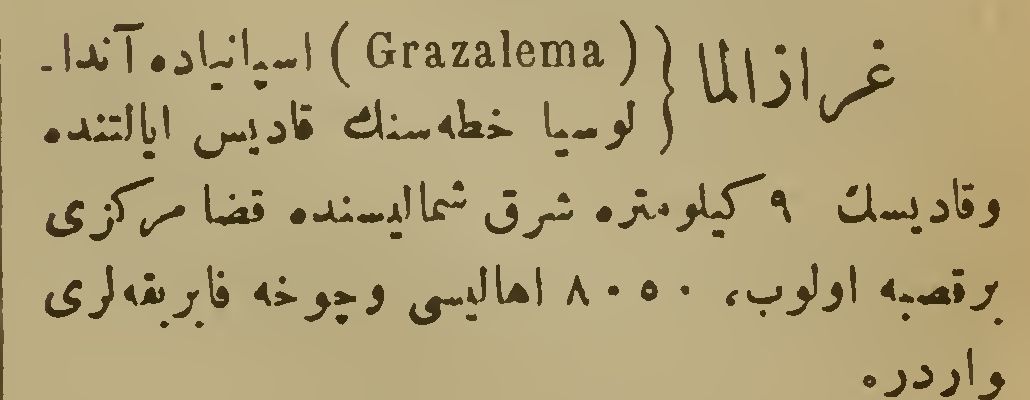 غرازالما { (Grazalema) اسپانیاده آندا-
لوسیا خطه‌سنك قادیس ایالتنده
وقادیسك ۹ کیلومتره شرق شمالیسنده قضا مرکزی
برقصبه اولوب، ۸۰۵۰ اهالیسی وچوخه فابریقه‌لری
واردر.